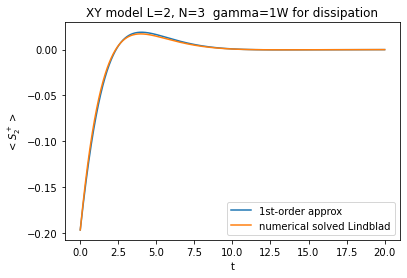 XY model L=2, N=3  gamma=1W for dissipation
0.00
−0.05
−0.10
−0.15
−0.20
< S₂⁺ >
0.0 2.5 5.0 7.5 10.0 12.5 15.0 17.5 20.0
t
1st-order approx
numerical solved Lindblad